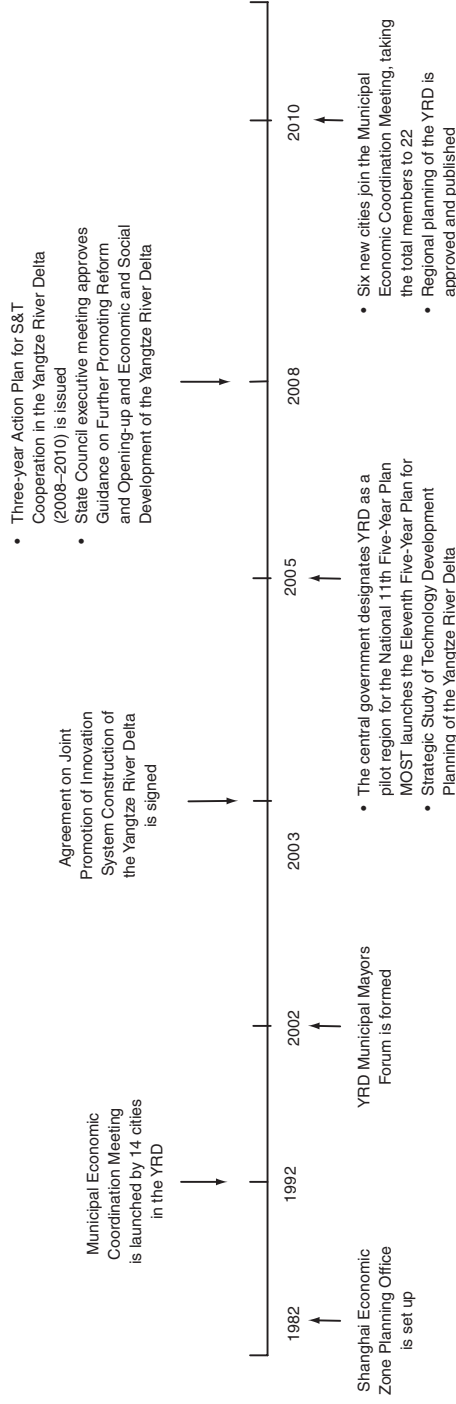 Shanghai Economic
Zone Planning Office
is set up
1982
Municipal Economic
Coordination Meeting
is launched by 14 cities
in the YRD
1992
2002
YRD Municipal Mayors
Forum is formed
Agreement on Joint
Promotion of Innovation
System Construction of
the Yangtze River Delta
is signed
2003
2005
• The central government designates YRD as a
pilot region for the National 11th Five-Year Plan
MOST launches the Eleventh Five-Year Plan for
• Strategic Study of Technology Development
Planning of the Yangtze River Delta
• Three-year Action Plan for S&T
Cooperation in the Yangtze River Delta
(2008–2010) is issued
• State Council executive meeting approves
Guidance on Further Promoting Reform
and Opening-up and Economic and Social
Development of the Yangtze River Delta
2008
2010
• Six new cities join the Municipal
Economic Coordination Meeting, taking
the total members to 22
• Regional planning of the YRD is
approved and published